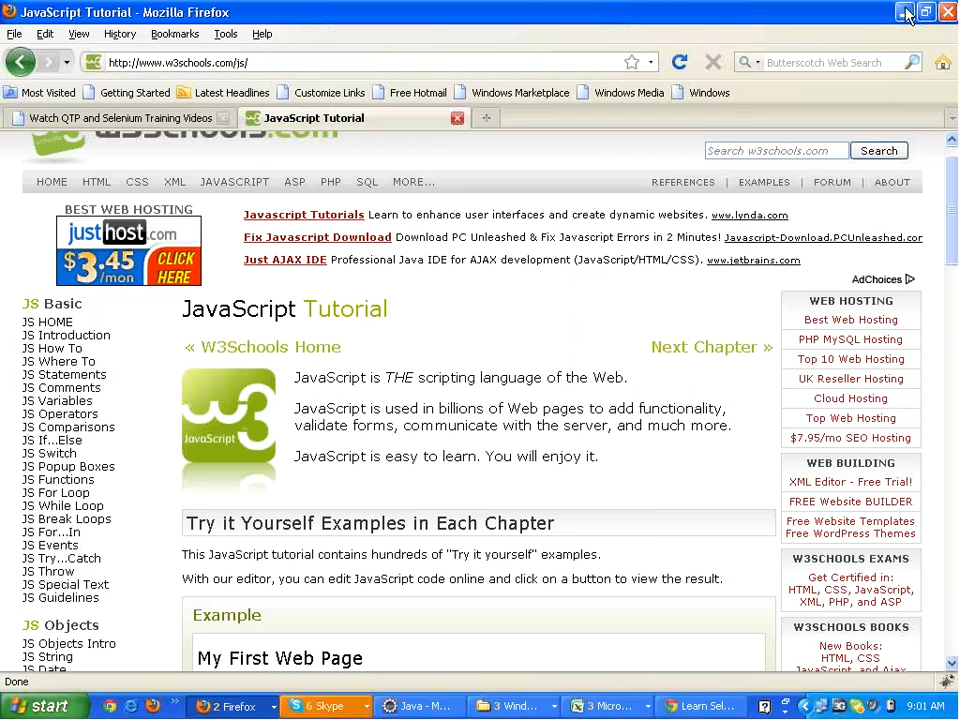 JavaScript Tutorial - Mozilla Firefox
File Edit View History Bookmarks Tools Help
http://www.w3schools.com/js/
Butterscotch Web Search
Most Visited Getting Started Latest Headlines Customize Links Free Hotmail Windows Marketplace Windows Media Windows
Watch QTP and Selenium Training Videos JavaScript Tutorial
w3schools.com
Search w3schools.com Search
HOME HTML CSS XML JAVASCRIPT ASP PHP SQL MORE... REFERENCES | EXAMPLES | FORUM | ABOUT
BEST WEB HOSTING
justhost.com
$3.45/mon CLICK HERE
Javascript Tutorials Learn to enhance user interfaces and create dynamic websites. www.lynda.com
Fix Javascript Download Download PC Unleashed & Fix Javascript Errors in 2 Minutes! Javascript-Download.PCUnleashed.cor
Just AJAX IDE Professional Java IDE for AJAX development (JavaScript/HTML/CSS). www.jetbrains.com
AdChoices
JS Basic
JS HOME
JS Introduction
JS How To
JS Where To
JS Statements
JS Comments
JS Variables
JS Operators
JS Comparisons
JS If...Else
JS Switch
JS Popup Boxes
JS Functions
JS For Loop
JS While Loop
JS Break Loops
JS For...In
JS Events
JS Try...Catch
JS Throw
JS Special Text
JS Guidelines
JS Objects
JS Objects Intro
JS String
JS Date
JavaScript Tutorial
« W3Schools Home Next Chapter »
w3
JavaScript
JavaScript is THE scripting language of the Web.
JavaScript is used in billions of Web pages to add functionality,
validate forms, communicate with the server, and much more.
JavaScript is easy to learn. You will enjoy it.
Try it Yourself Examples in Each Chapter
This JavaScript tutorial contains hundreds of "Try it yourself" examples.
With our editor, you can edit JavaScript code online and click on a button to view the result.
Example
My First Web Page
WEB HOSTING
Best Web Hosting
PHP MySQL Hosting
Top 10 Web Hosting
UK Reseller Hosting
Cloud Hosting
Top Web Hosting
$7.95/mo SEO Hosting
WEB BUILDING
XML Editor - Free Trial!
FREE Website BUILDER
Free Website Templates
Free WordPress Themes
W3SCHOOLS EXAMS
Get Certified in:
HTML, CSS, JavaScript,
XML, PHP, and ASP
W3SCHOOLS BOOKS
New Books:
HTML, CSS
JavaScript, and Ajax
Done
start 2 Firefox 6 Skype Java - M... 3 Wind... 3 Micro... Learn Sel... 9:01 AM